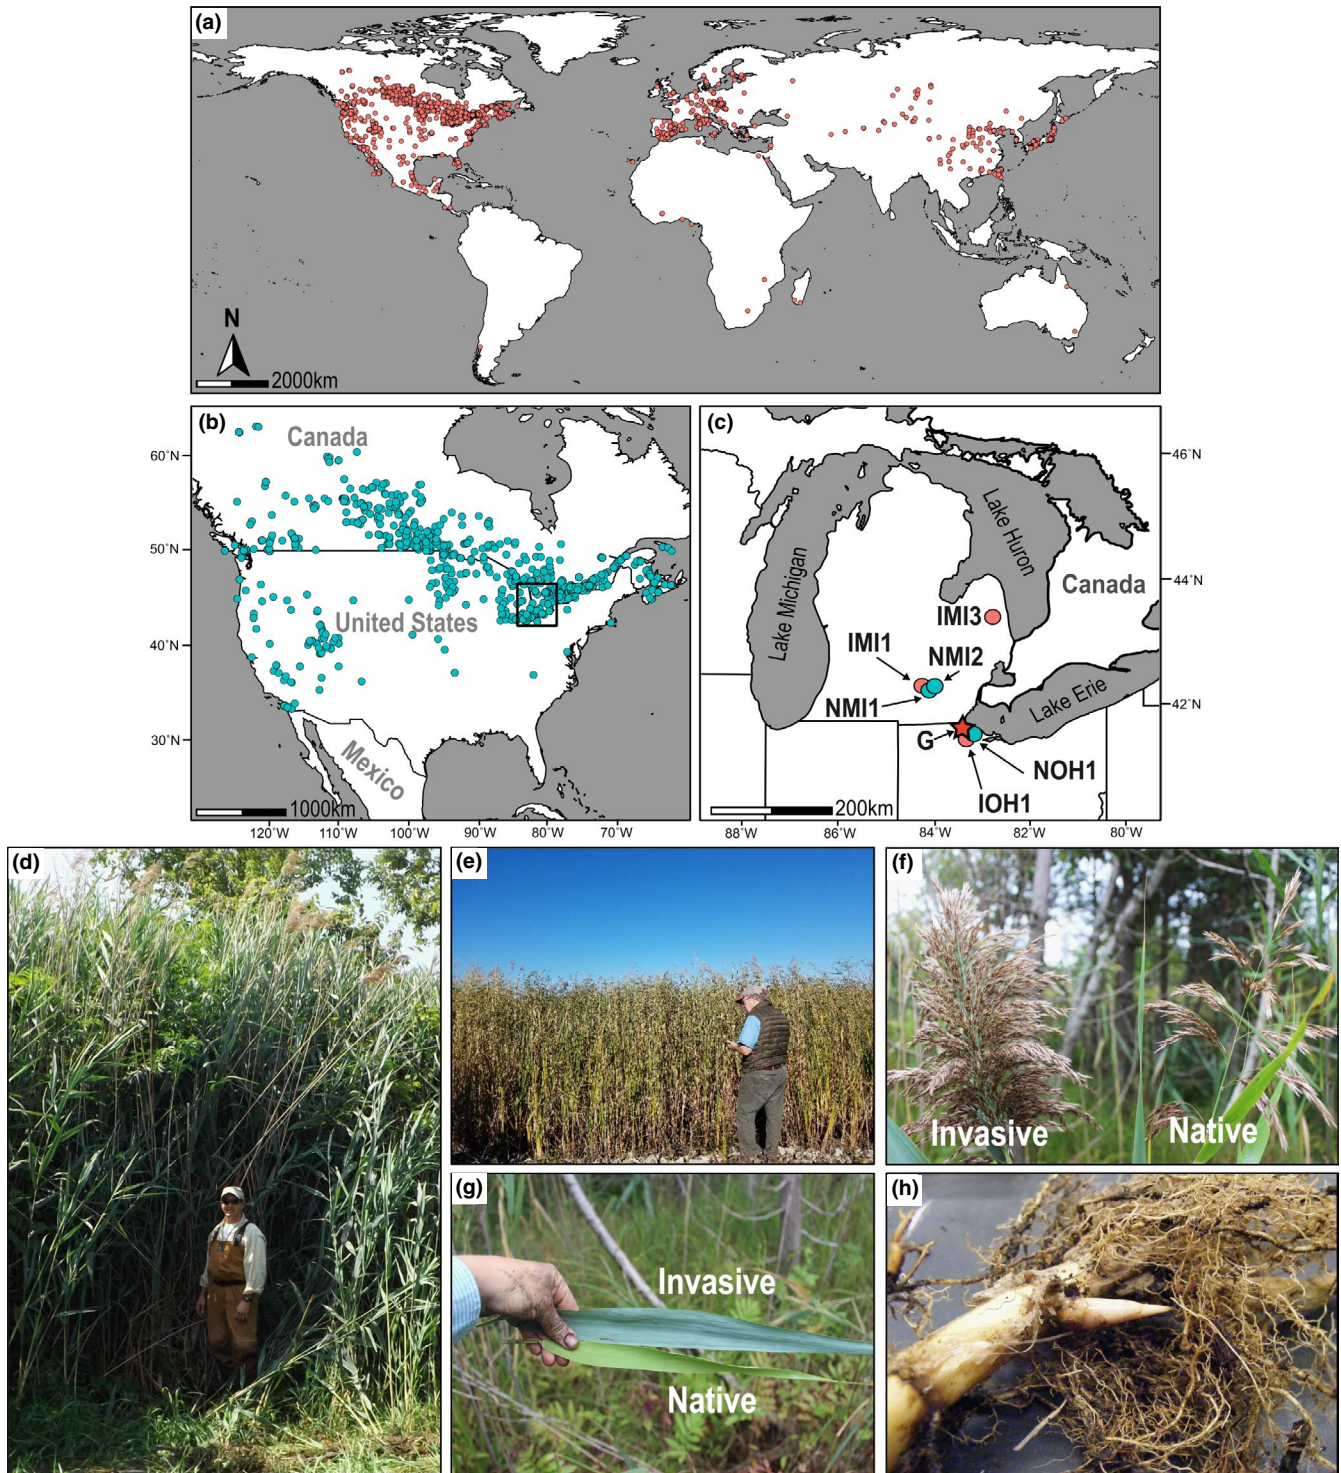 (a)
N
2000km
(b)
Canada
United States
Mexico
1000km
60°N
50°N
40°N
30°N
120°W
110°W
100°W
90°W
80°W
70°W
(c)
Lake Michigan
Lake Huron
Canada
Lake Erie
IMI3
IMI1
NMI2
NMI1
G
NOH1
IOH1
200km
46°N
44°N
42°N
88°W
86°W
84°W
82°W
80°W
(d)
(e)
(f)
Invasive
Native
(g)
Invasive
Native
(h)